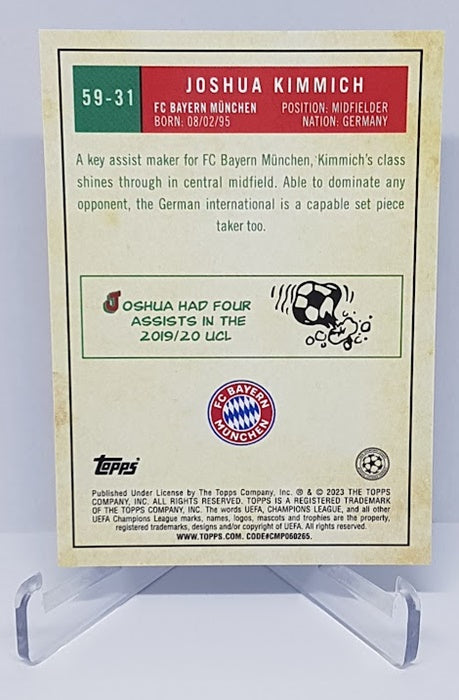 59-31
JOSHUA KIMMICH
FC BAYERN MÜNCHEN POSITION: MIDFIELDER
BORN: 08/02/95 NATION: GERMANY
A key assist maker for FC Bayern München, Kimmich's class
shines through in central midfield. Able to dominate any
opponent, the German international is a capable set piece
taker too.
JOSHUA HAD FOUR
ASSISTS IN THE
2019/20 UCL
FC BAYERN
MÜNCHEN
Topps
Published Under License by The Topps Company, Inc. ® & © 2023 THE TOPPS
COMPANY, INC. ALL RIGHTS RESERVED. TOPPS IS A REGISTERED TRADEMARK
OF THE TOPPS COMPANY, INC. The words UEFA, CHAMPIONS LEAGUE, and all other
UEFA Champions League marks, names, logos, mascots and trophies are the property,
registered trademarks, designs and/or copyright of UEFA. All rights reserved.
WWW.TOPPS.COM. CODE#CMP060265.